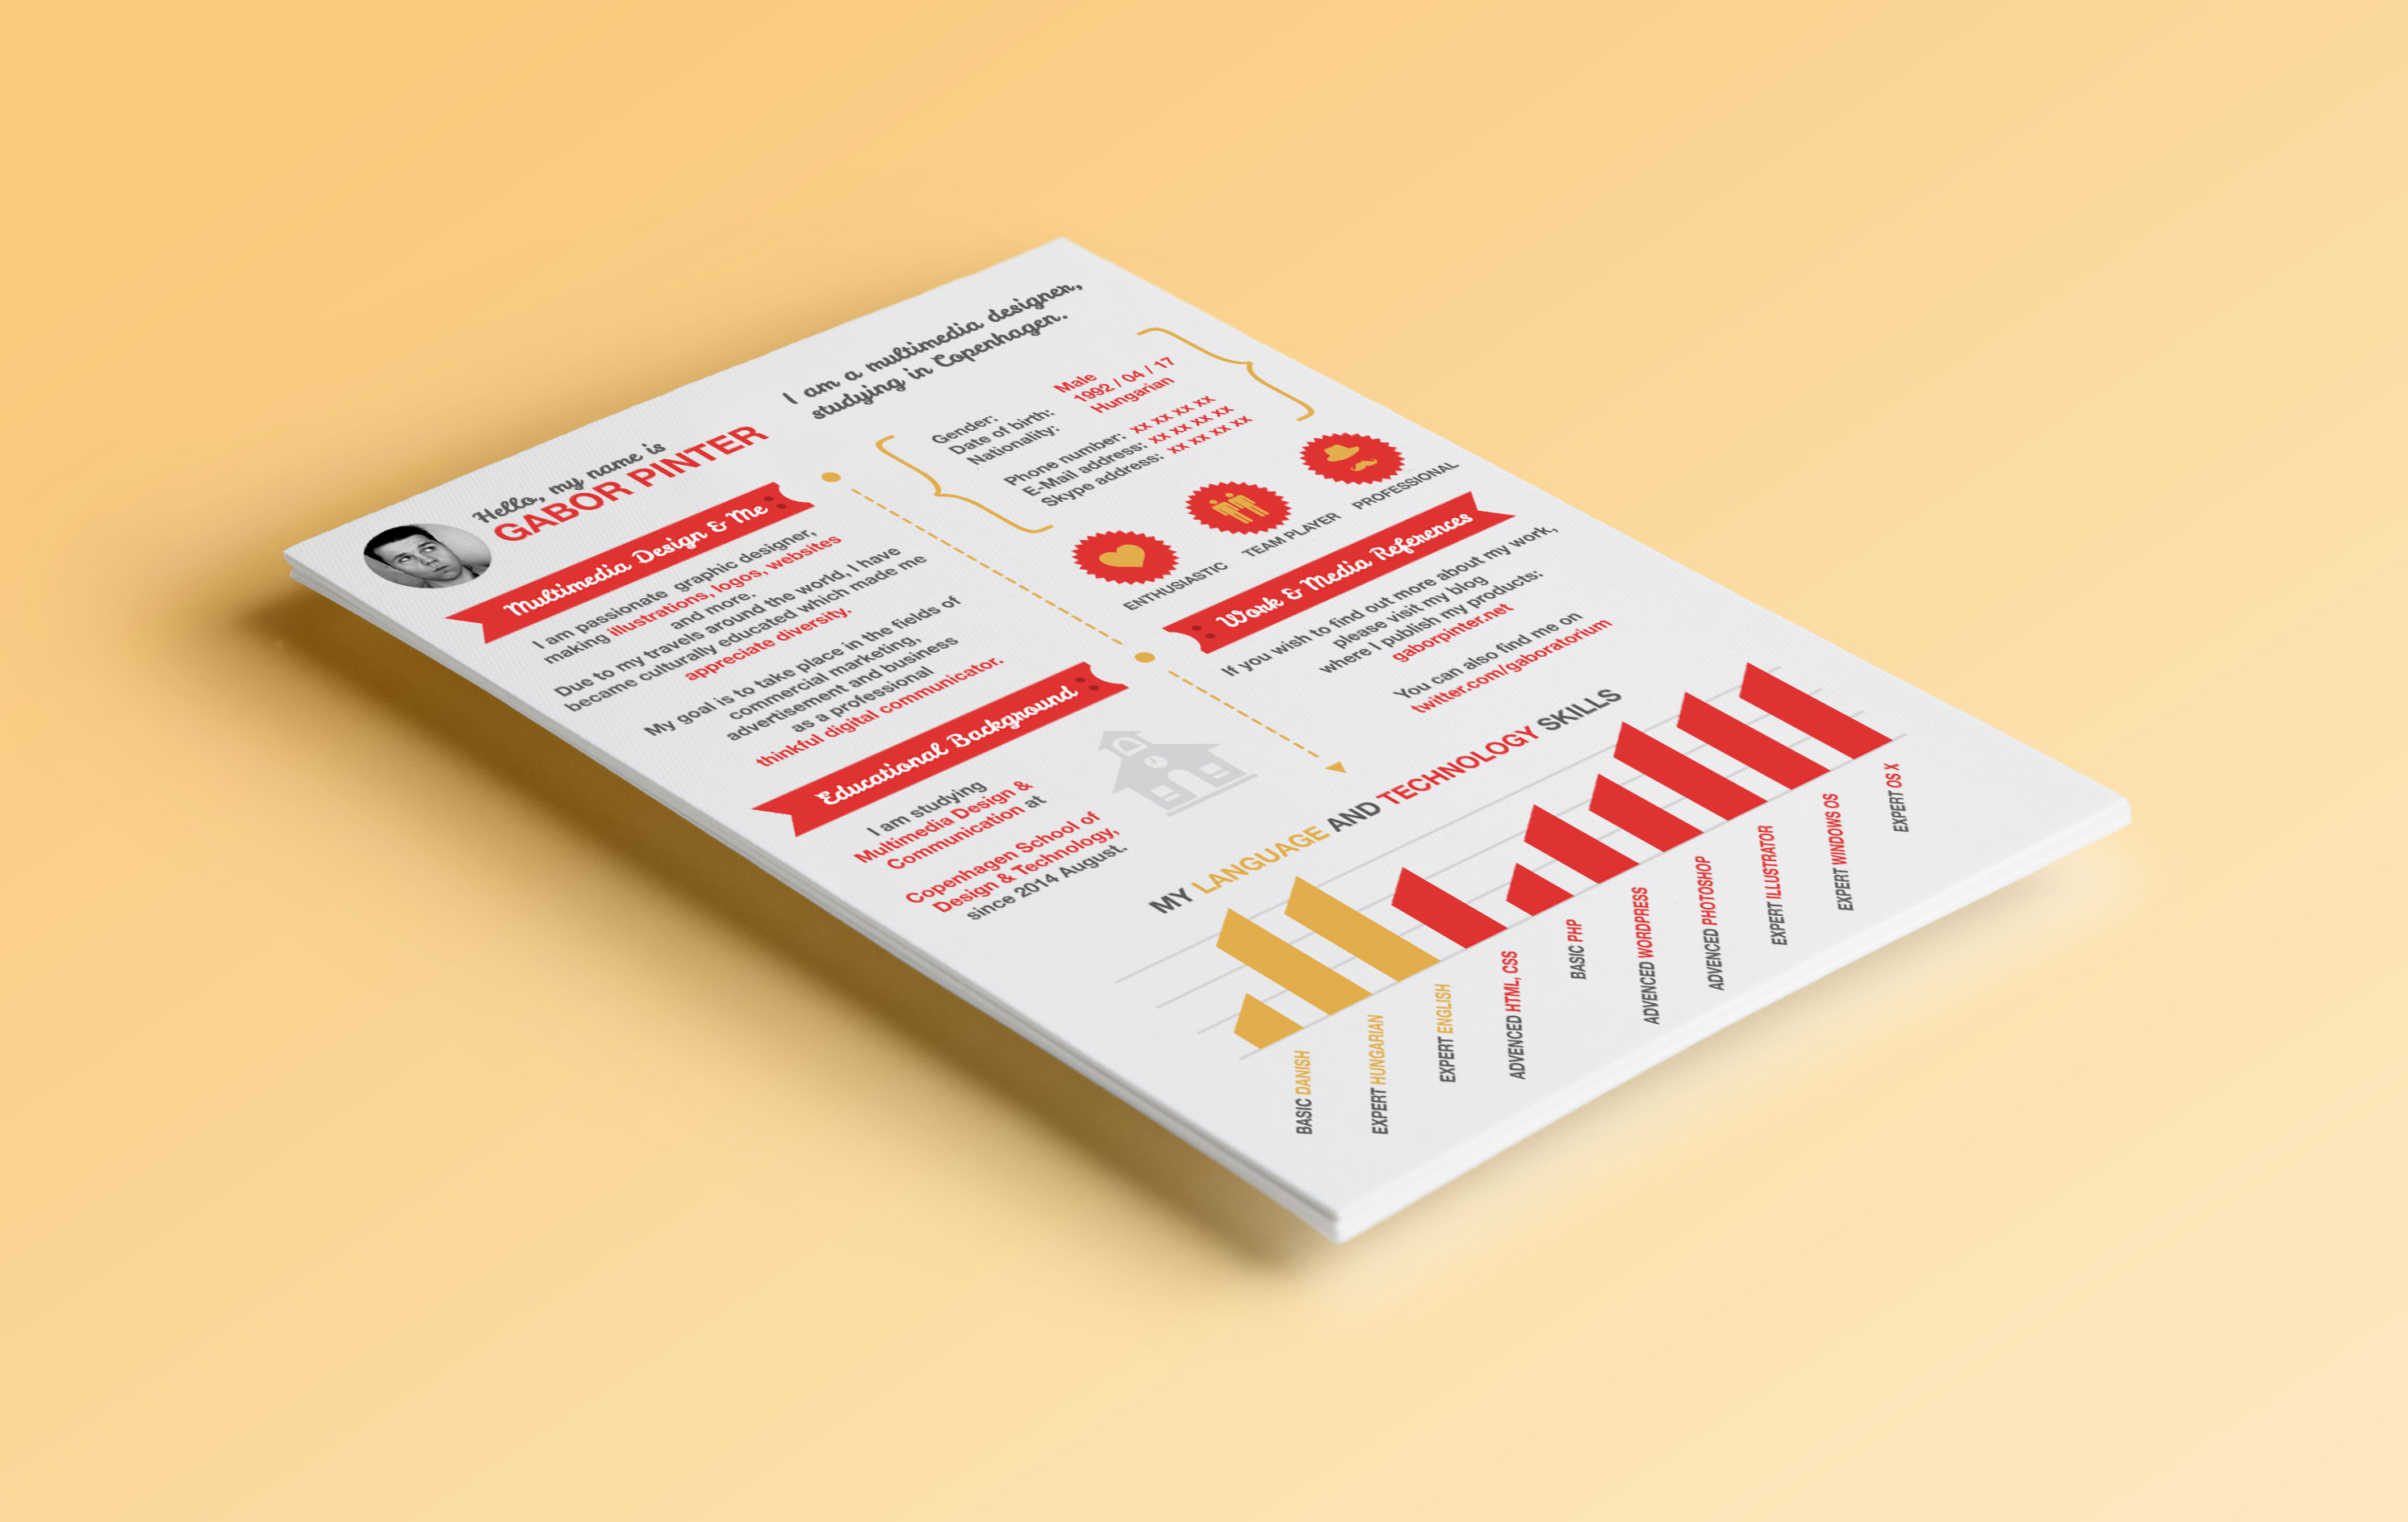 Hello, my name is
GABOR PINTER
I am a multimedia designer,
studying in Copenhagen.
Multimedia Design & Me
I am passionate graphic designer,
making illustrations, logos, websites
and more.
Due to my travels around the world, I have
became culturally educated which made me
appreciate diversity.
My goal is to take place in the fields of
commercial marketing,
advertisement and business
as a professional
thinkful digital communicator.
Educational Background
I am studying
Multimedia Design &
Communication at
Copenhagen School of
Design & Technology,
since 2014 August.
Gender: Male
Date of birth: 1992 / 04 / 17
Nationality: Hungarian
Phone number: xx xx xx xx
E-Mail address: xx xx xx xx
Skype address: xx xx xx xx
ENTHUSIASTIC
TEAM PLAYER
PROFESSIONAL
Work & Media References
If you wish to find out more about my work,
please visit my blog
where I publish my products:
gaborpinter.net
You can also find me on
twitter.com/gaboratorium
MY LANGUAGE AND TECHNOLOGY SKILLS
BASIC DANISH
EXPERT HUNGARIAN
EXPERT ENGLISH
ADVENCED HTML, CSS
BASIC PHP
ADVENCED WORDPRESS
ADVENCED PHOTOSHOP
EXPERT ILLUSTRATOR
EXPERT WINDOWS OS
EXPERT OS X